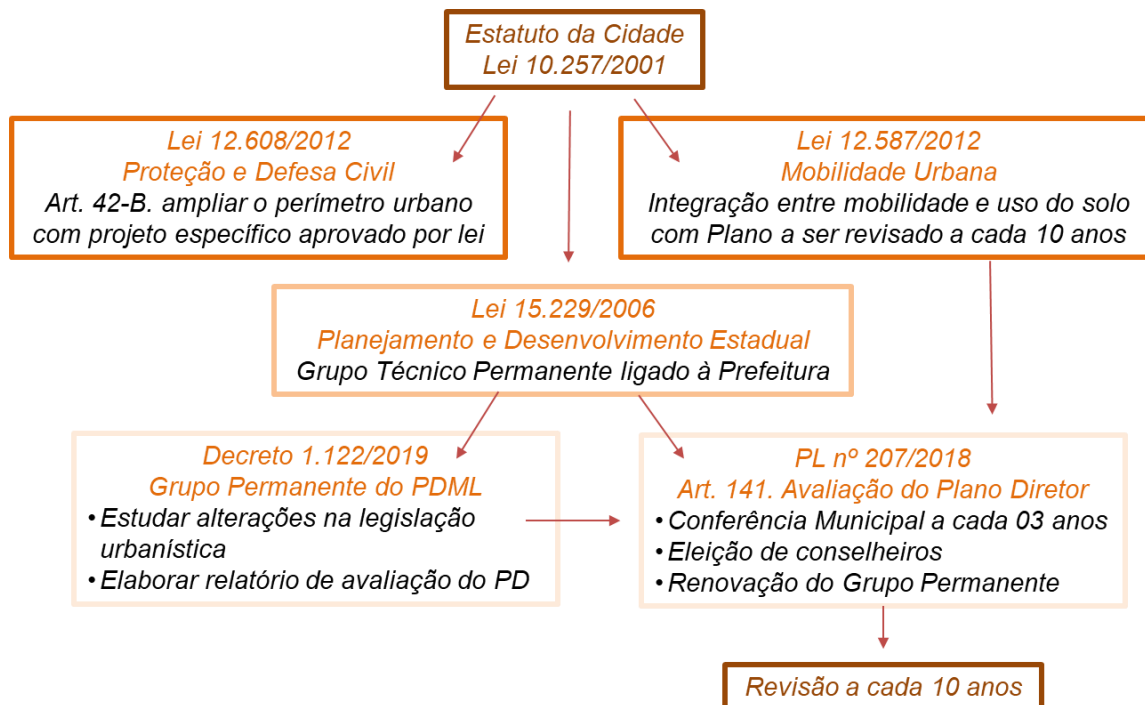 Estatuto da Cidade
Lei 10.257/2001
Lei 12.608/2012
Proteção e Defesa Civil
Art. 42-B. ampliar o perímetro urbano
com projeto específico aprovado por lei
Lei 12.587/2012
Mobilidade Urbana
Integração entre mobilidade e uso do solo
com Plano a ser revisado a cada 10 anos
Lei 15.229/2006
Planejamento e Desenvolvimento Estadual
Grupo Técnico Permanente ligado à Prefeitura
Decreto 1.122/2019
Grupo Permanente do PDML
• Estudar alterações na legislação
urbanística
• Elaborar relatório de avaliação do PD
PL nº 207/2018
Art. 141. Avaliação do Plano Diretor
• Conferência Municipal a cada 03 anos
• Eleição de conselheiros
• Renovação do Grupo Permanente
Revisão a cada 10 anos